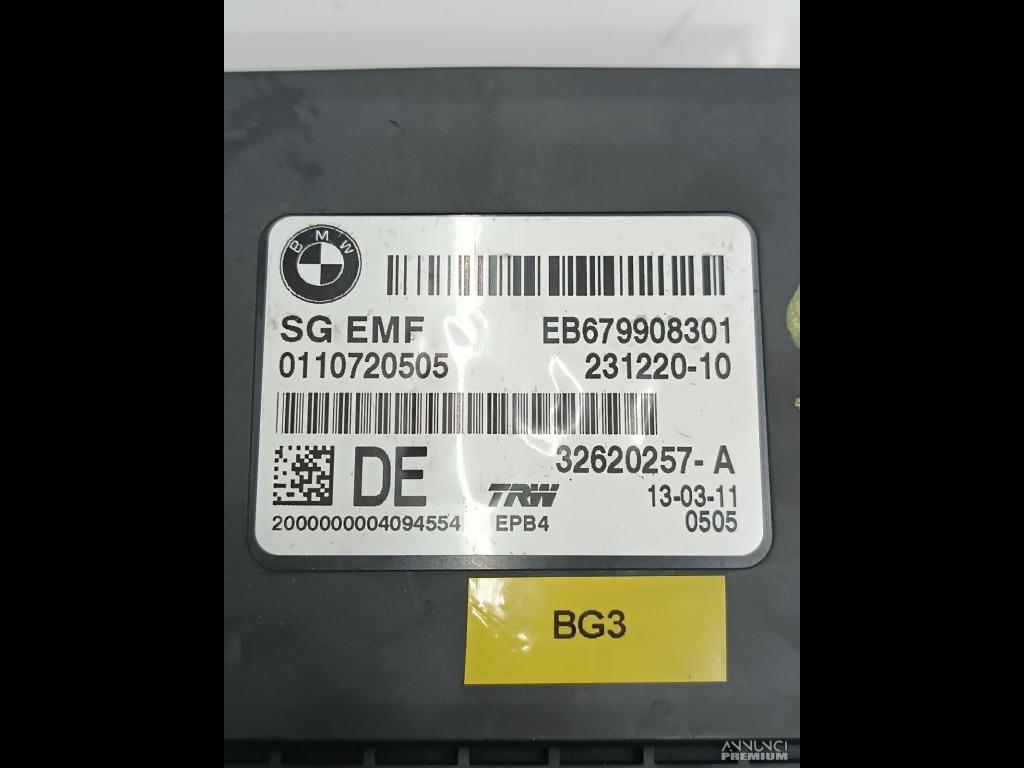 BMW
SG EMF
EB679908301
0110720505
231220-10
32620257-A
DE
TRW
13-03-11
2000000004094554
EPB4
0505
BG3
ANNUNCI
PREMIUM